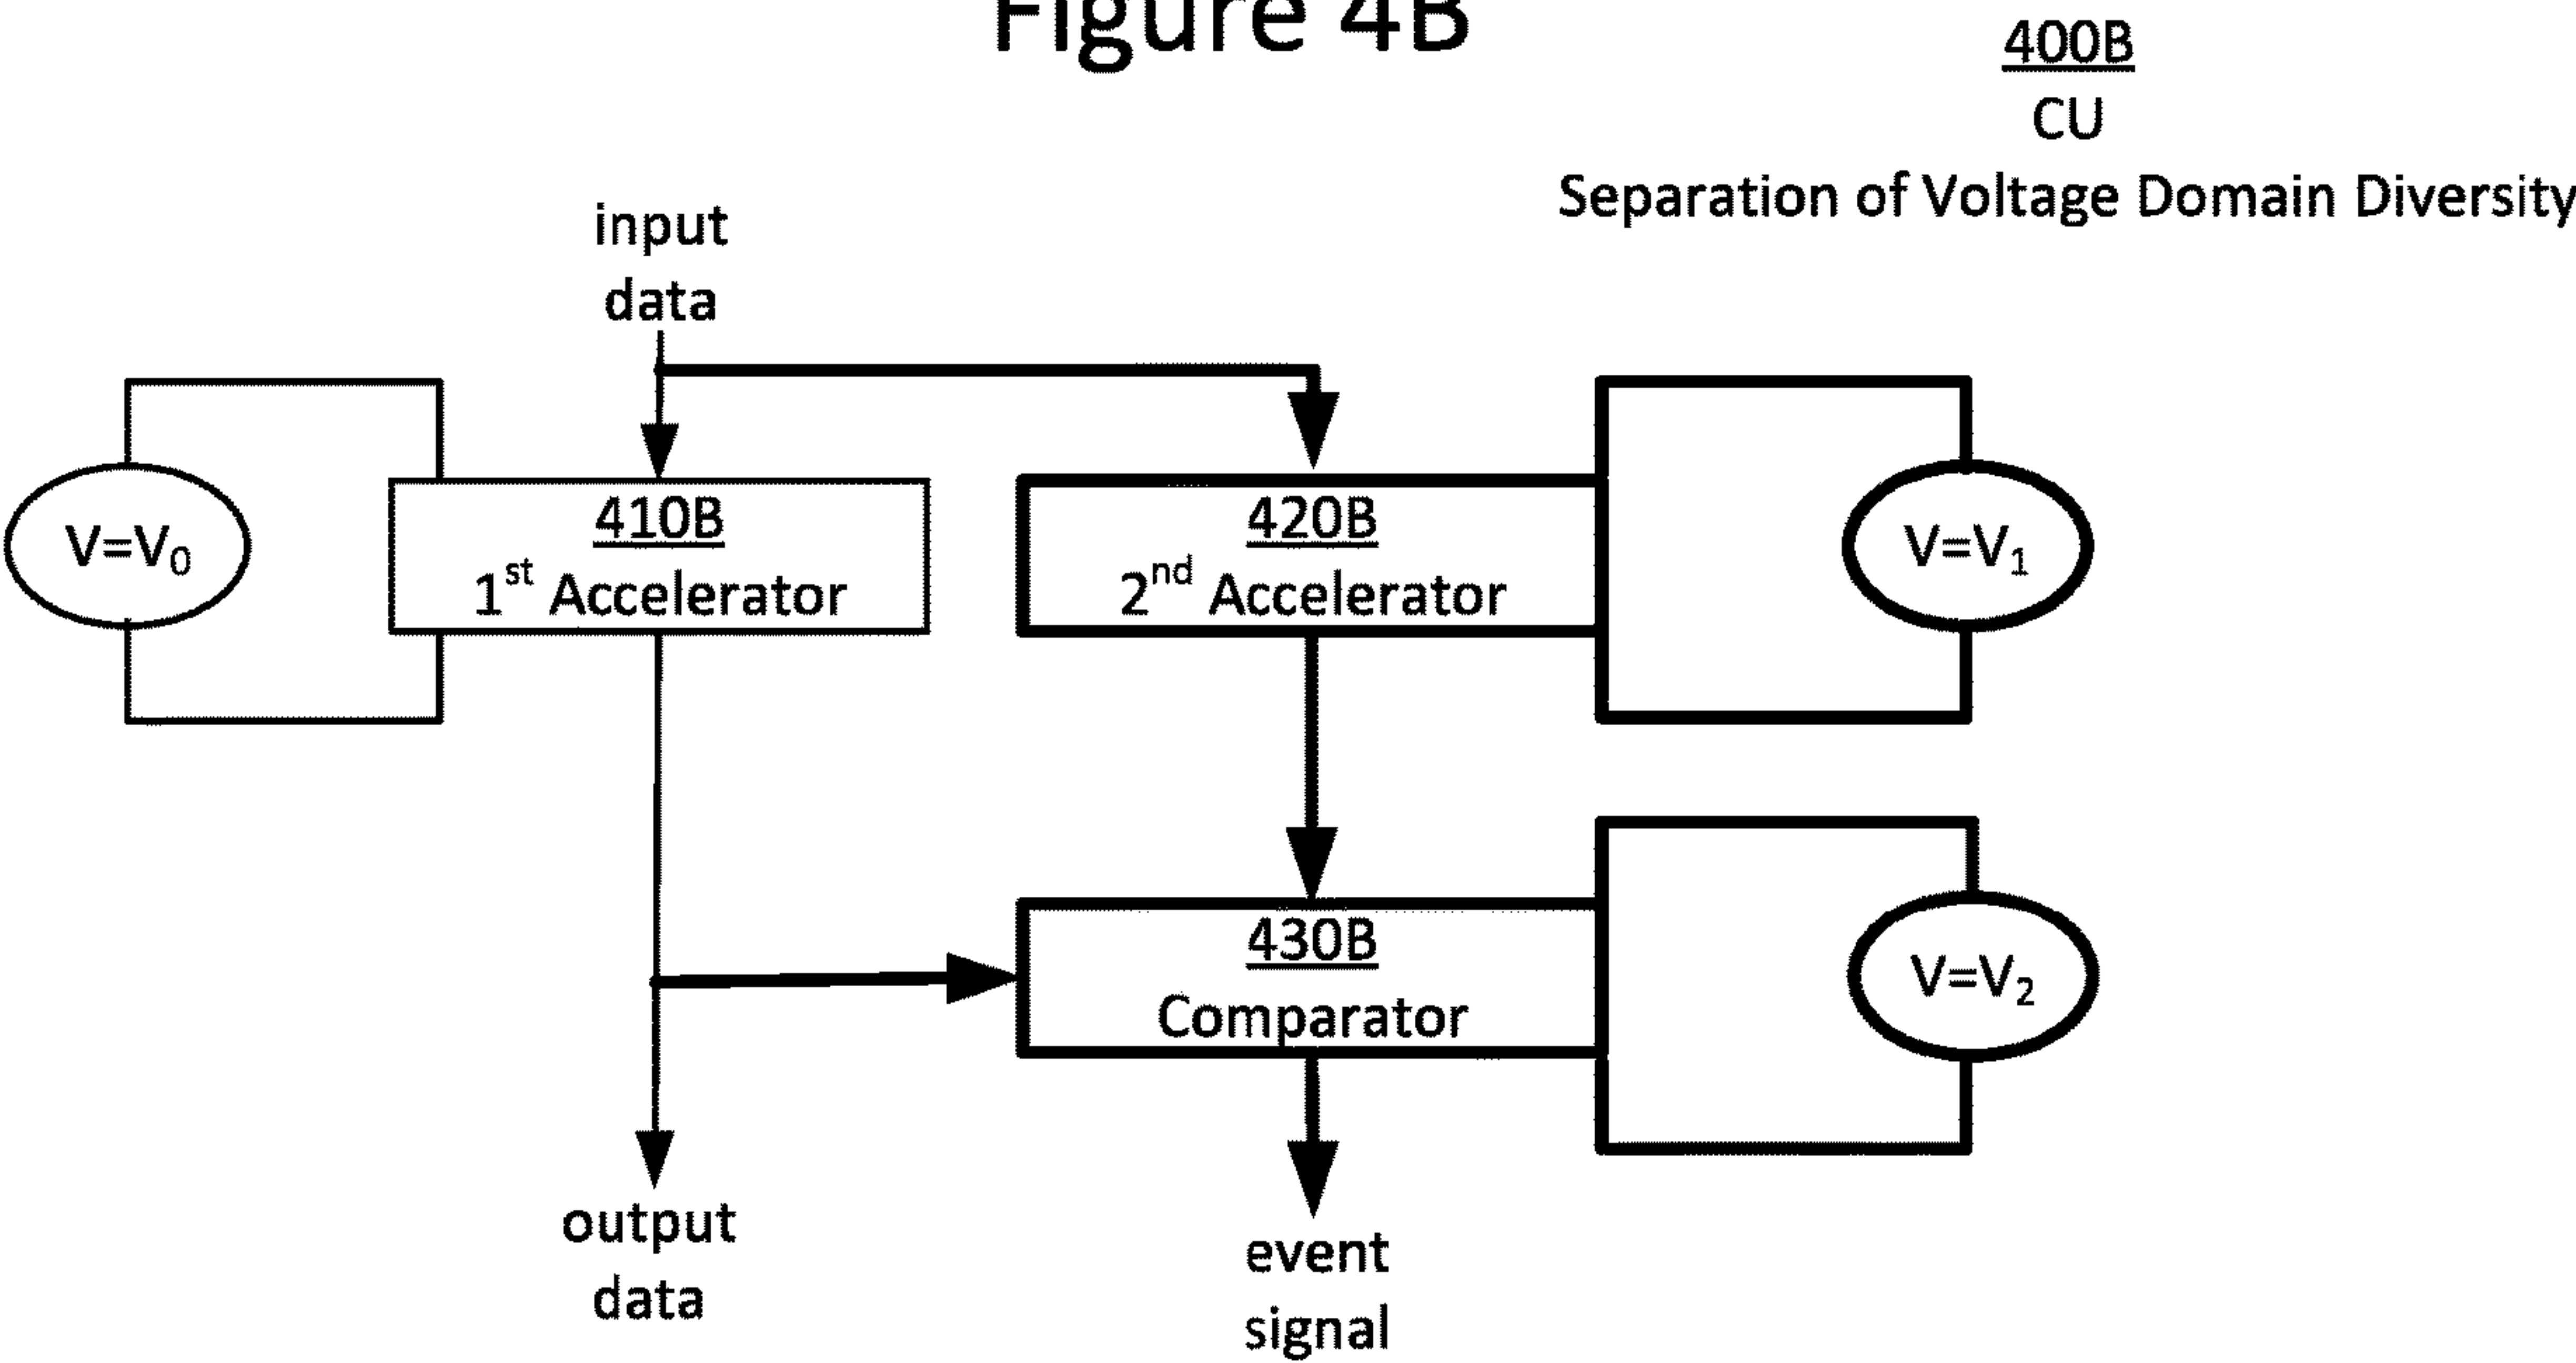 Figure 4B
400B
CU
Separation of Voltage Domain Diversity
input
data
V=V₀
410B
1st Accelerator
420B
2nd Accelerator
V=V₁
430B
Comparator
V=V₂
output
data
event
signal